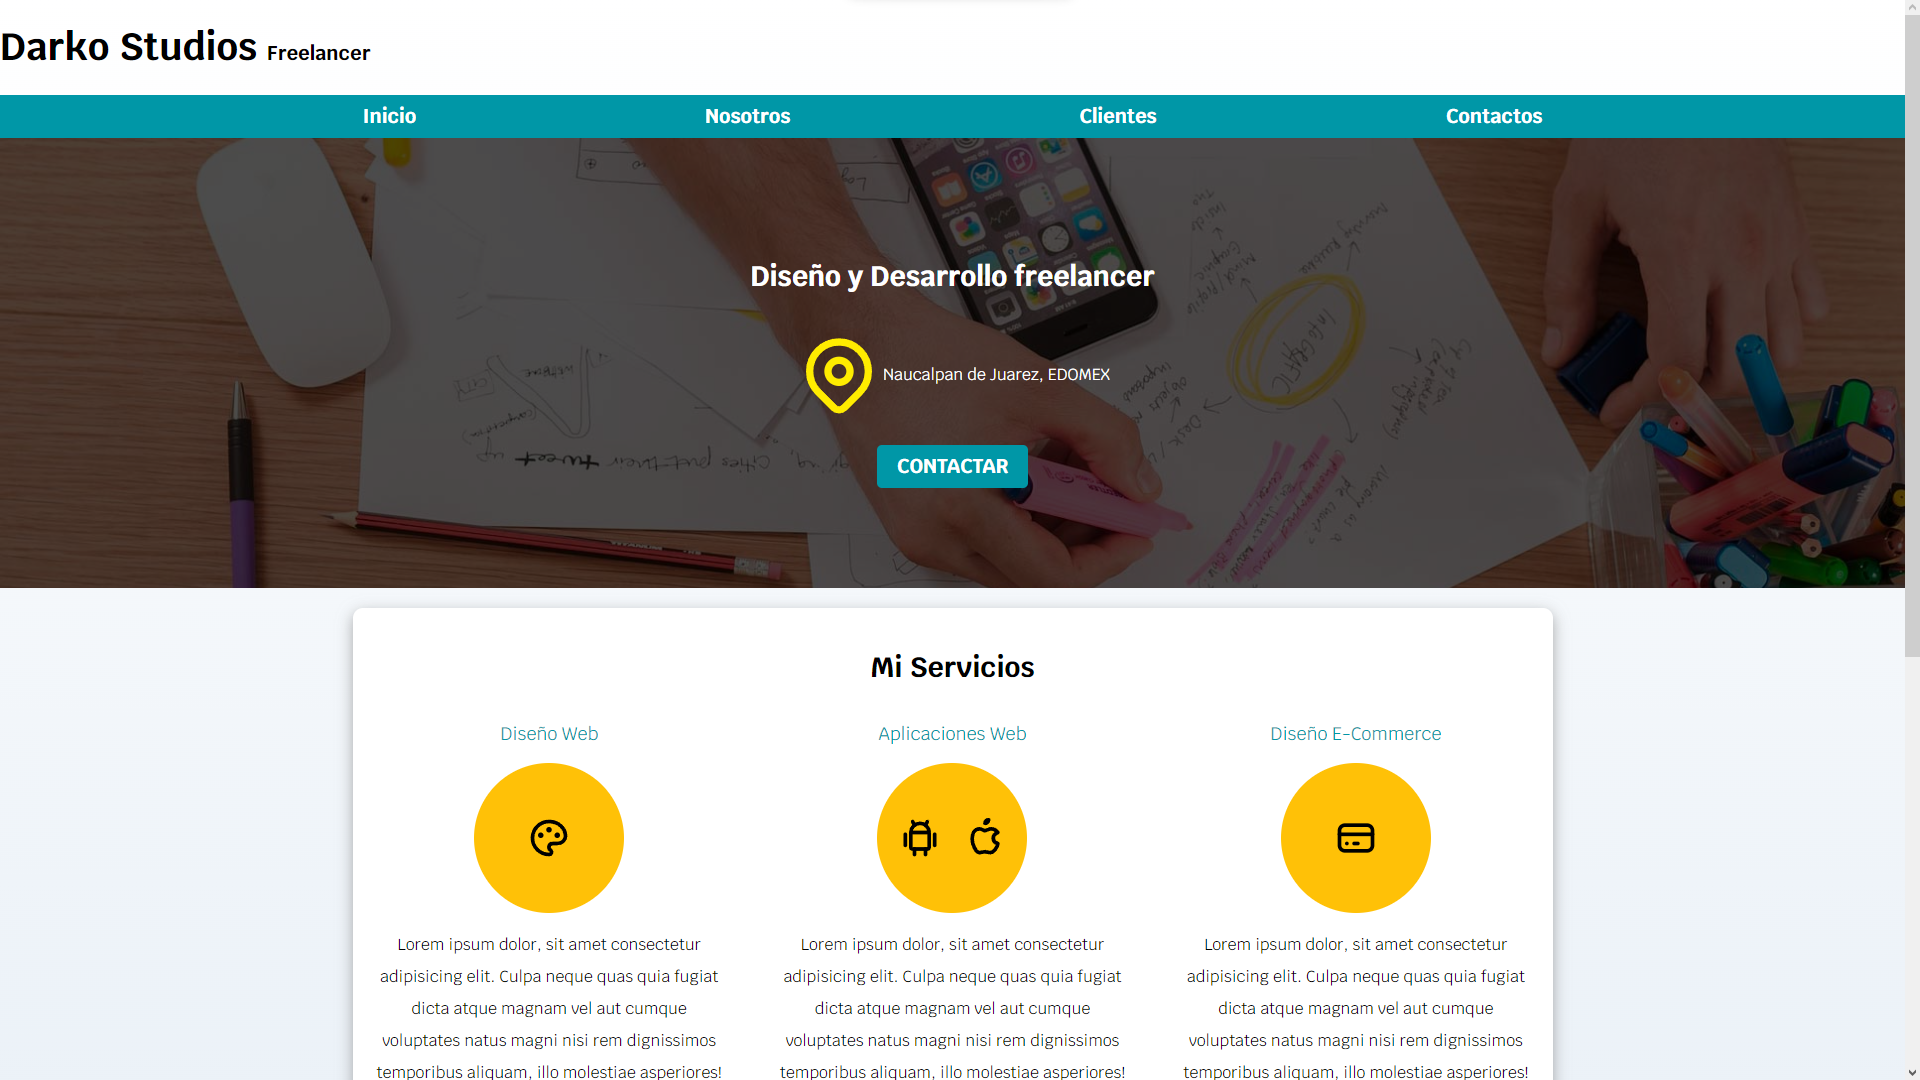 Darko Studios Freelancer
Inicio Nosotros Clientes Contactos
Diseño y Desarrollo freelancer
Naucalpan de Juarez, EDOMEX
CONTACTAR
Mi Servicios
Diseño Web
Lorem ipsum dolor, sit amet consectetur
adipisicing elit. Culpa neque quas quia fugiat
dicta atque magnam vel aut cumque
voluptates natus magni nisi rem dignissimos
temporibus aliquam, illo molestiae asperiores!
Aplicaciones Web
Lorem ipsum dolor, sit amet consectetur
adipisicing elit. Culpa neque quas quia fugiat
dicta atque magnam vel aut cumque
voluptates natus magni nisi rem dignissimos
temporibus aliquam, illo molestiae asperiores!
Diseño E-Commerce
Lorem ipsum dolor, sit amet consectetur
adipisicing elit. Culpa neque quas quia fugiat
dicta atque magnam vel aut cumque
voluptates natus magni nisi rem dignissimos
temporibus aliquam, illo molestiae asperiores!